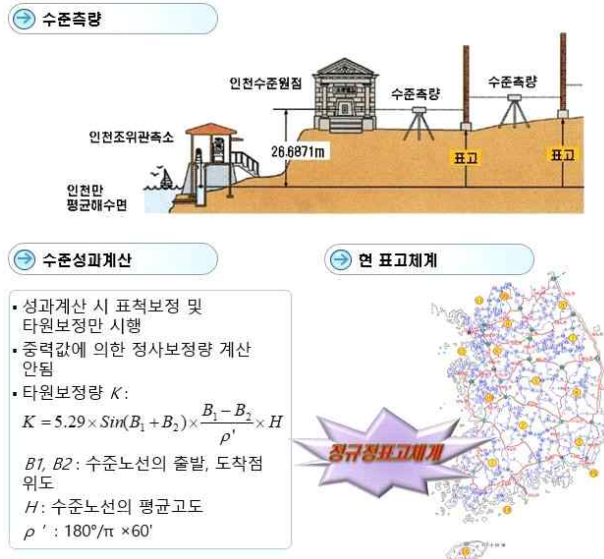 수준측량
인천수준원점
수준측량
수준측량
인천조위관측소
26.6871m
표고
표고
인천만
평균해수면
수준성과계산
▪ 성과계산 시 표척보정 및
타원보정만 시행
▪ 중력값에 의한 정사보정량 계산
안됨
▪ 타원보정량 K :
K = 5.29 × Sin(B₁ + B₂) × (B₁ − B₂)/ρ' × H
B1, B2 : 수준노선의 출발, 도착점
위도
H : 수준노선의 평균고도
ρ ' : 180°/π ×60'
현 표고체계
정규정표고체계